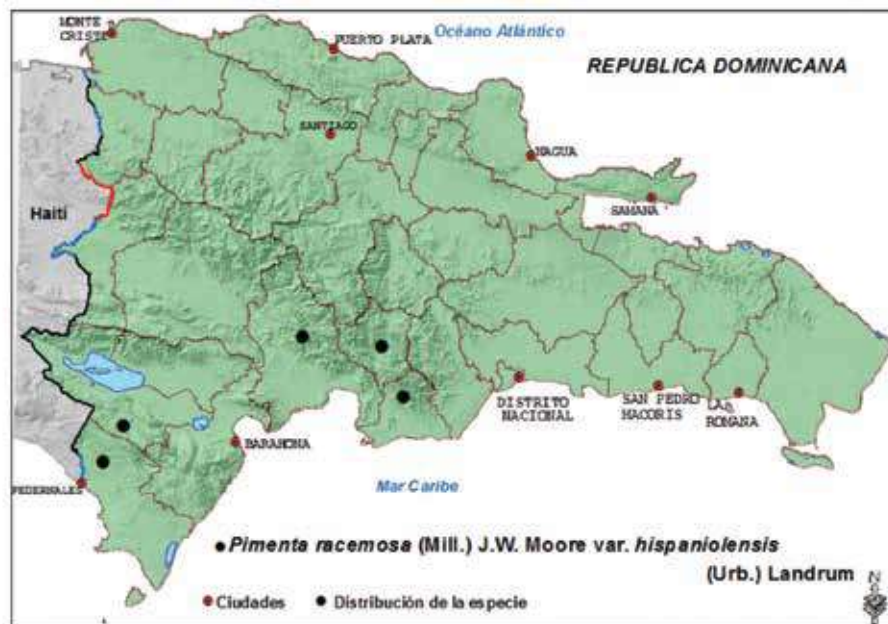 MONTE
CRISTI
PUERTO PLATA
Océano Atlántico
REPUBLICA DOMINICANA
SANTIAGO
NAGUA
SAMANA
Haití
DISTRITO
NACIONAL
SAN PEDRO
MACORIS
LA
ROMANA
BARAHONA
PEDERNALES
Mar Caribe
Pimenta racemosa (Mill.) J.W. Moore var. hispaniolensis
(Urb.) Landrum
Ciudades
Distribución de la especie
N